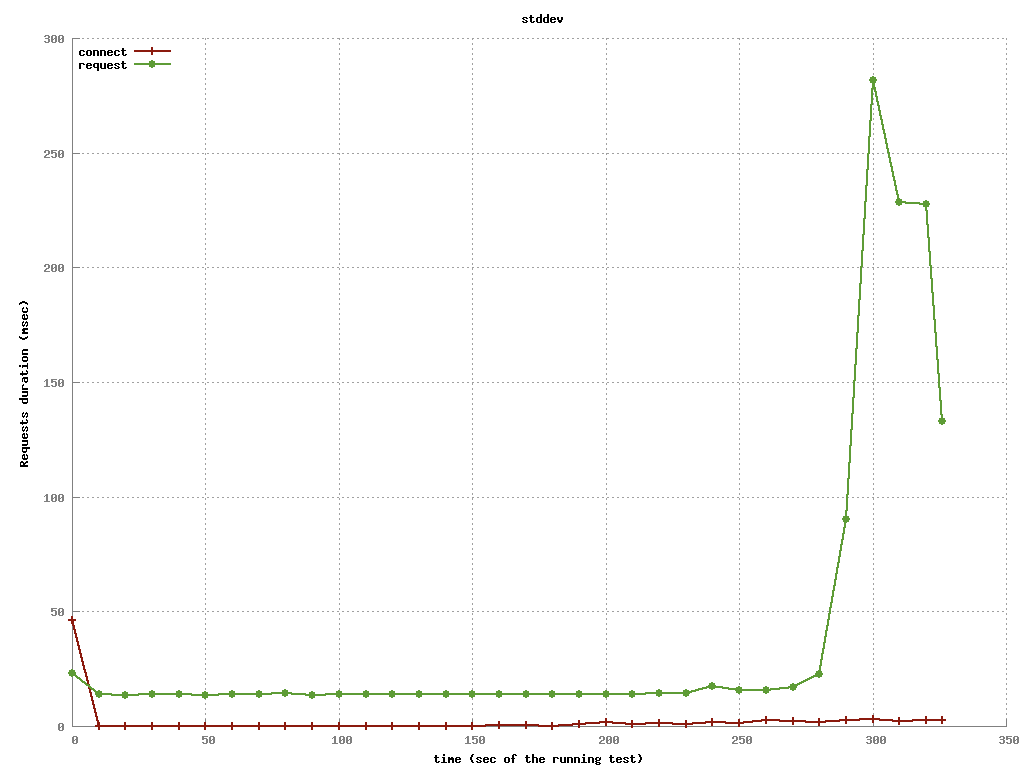 stddev
connect
request
Requests duration (msec)
300
250
200
150
100
50
0
0 50 100 150 200 250 300 350
time (sec of the running test)